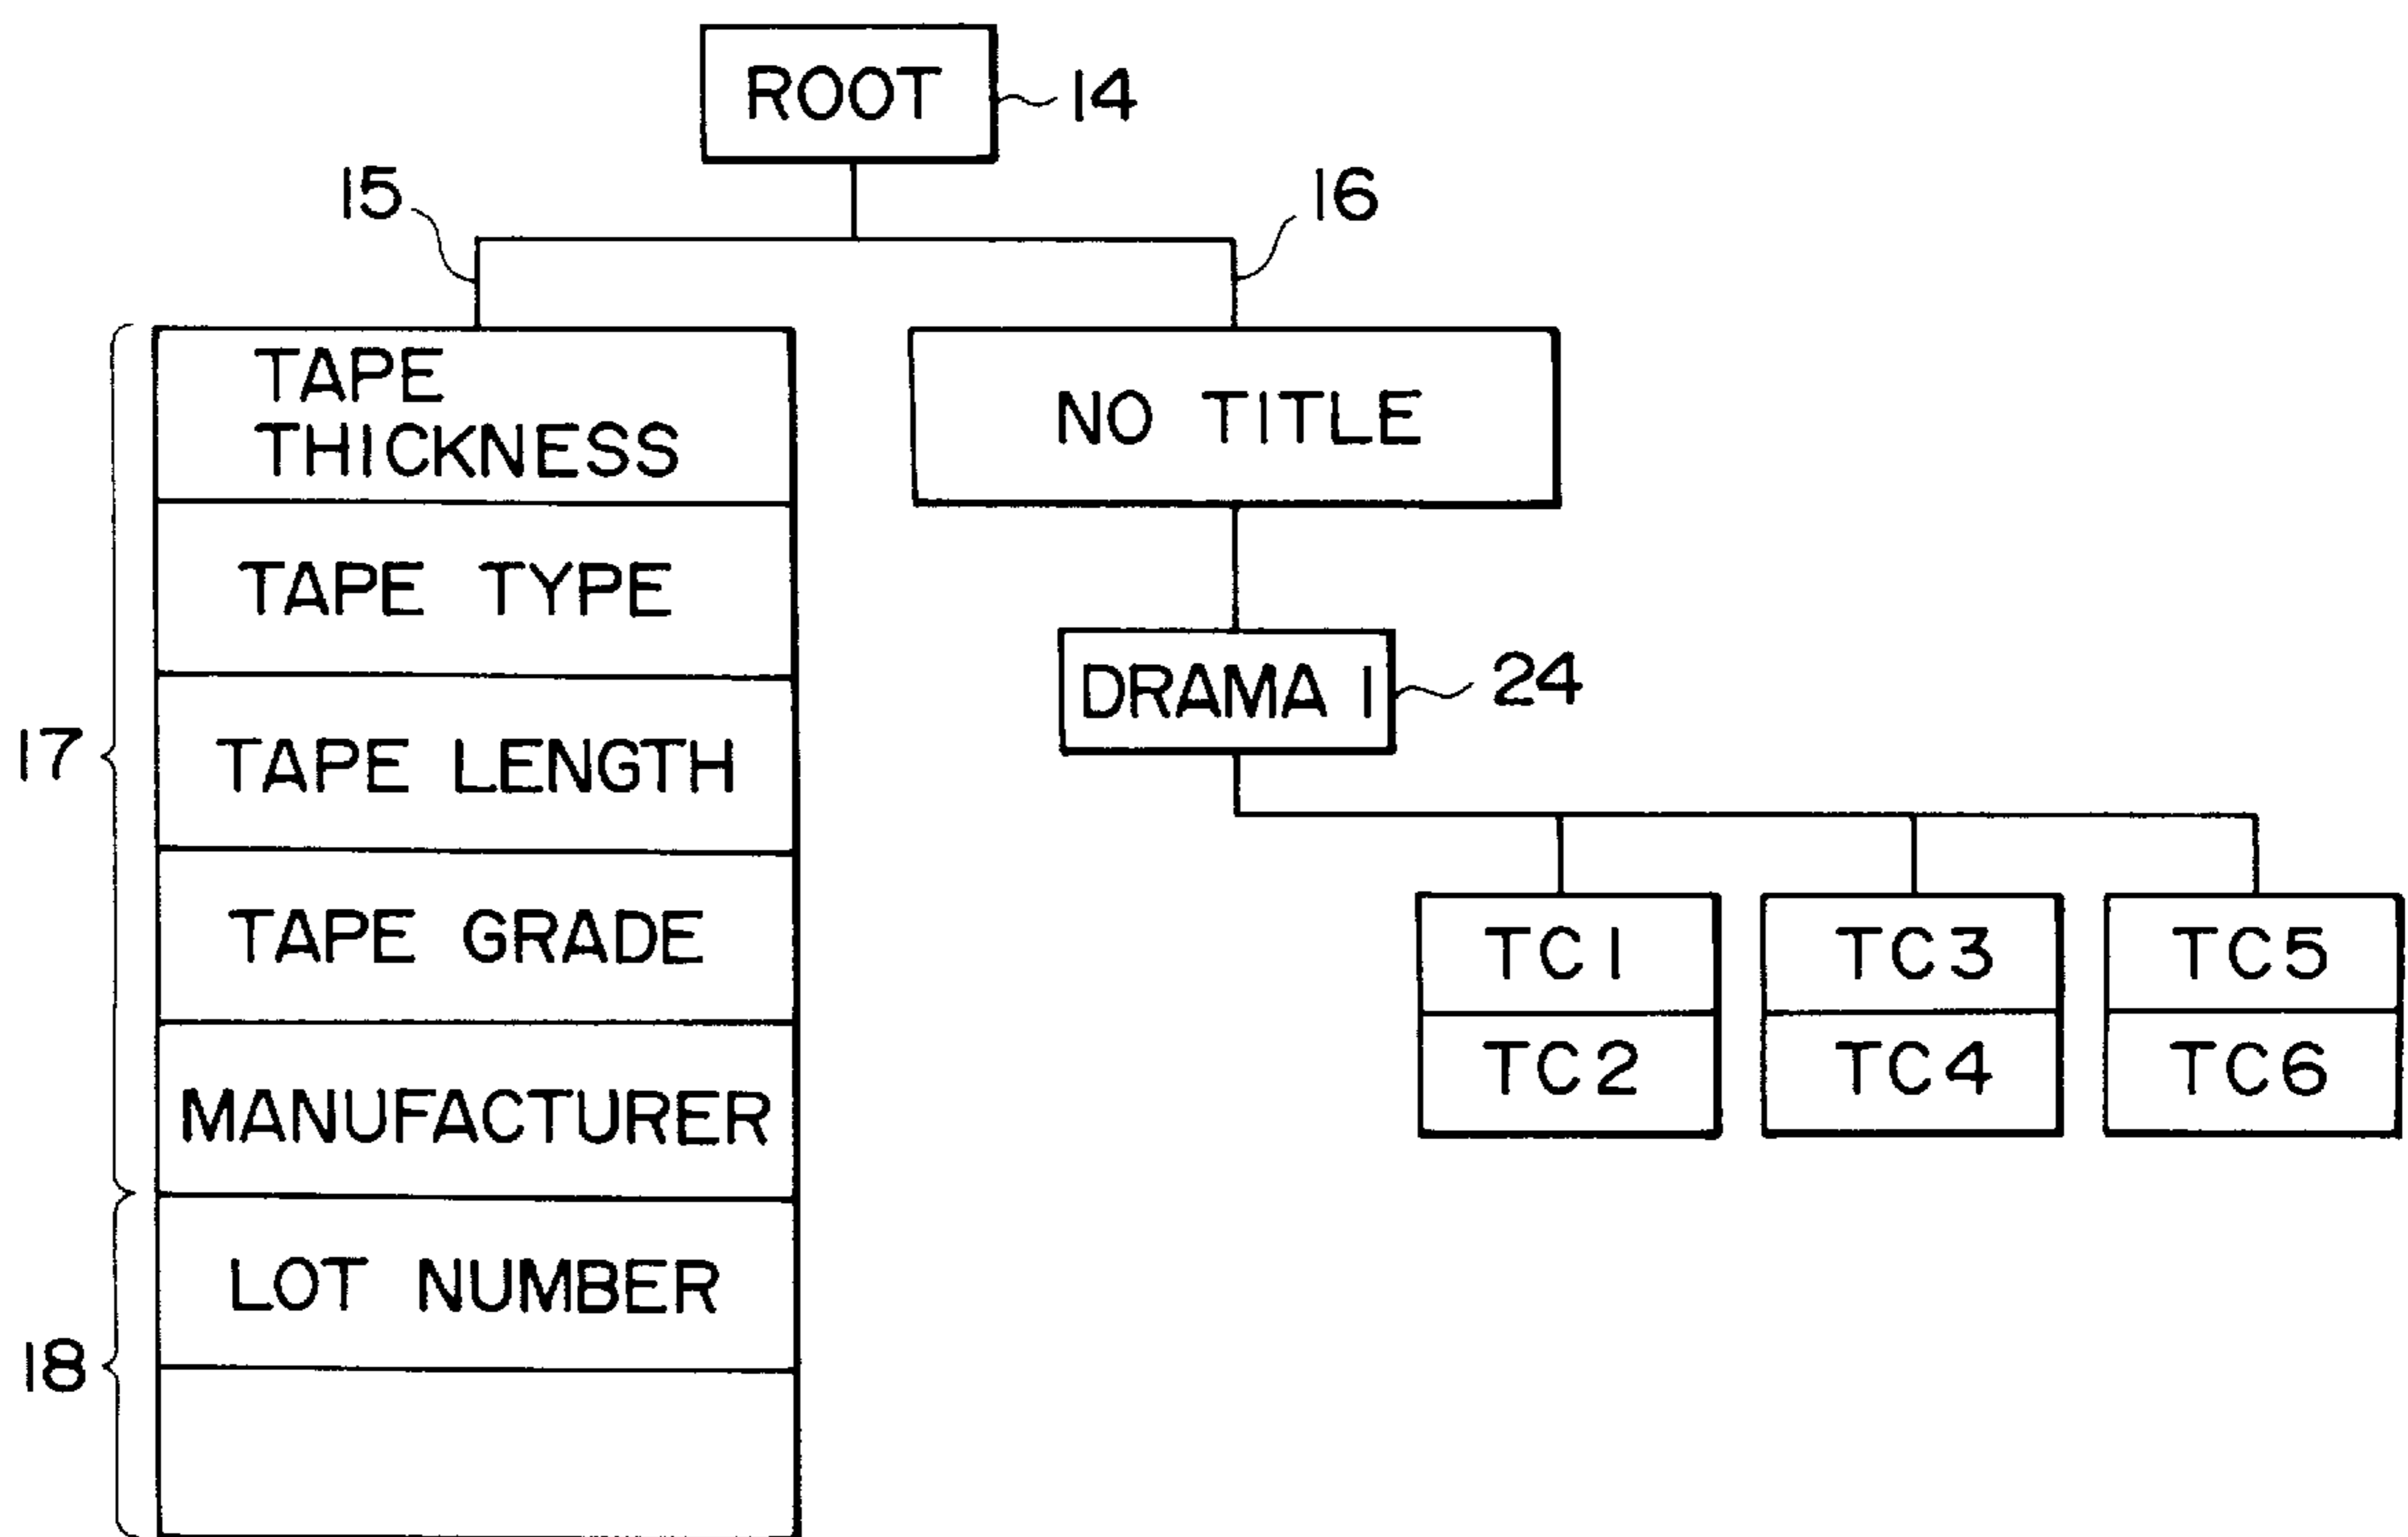 ROOT
14
15
16
TAPE
THICKNESS
NO TITLE
TAPE TYPE
DRAMA 1
24
17
TAPE LENGTH
TAPE GRADE
TC1
TC3
TC5
TC2
TC4
TC6
MANUFACTURER
LOT NUMBER
18